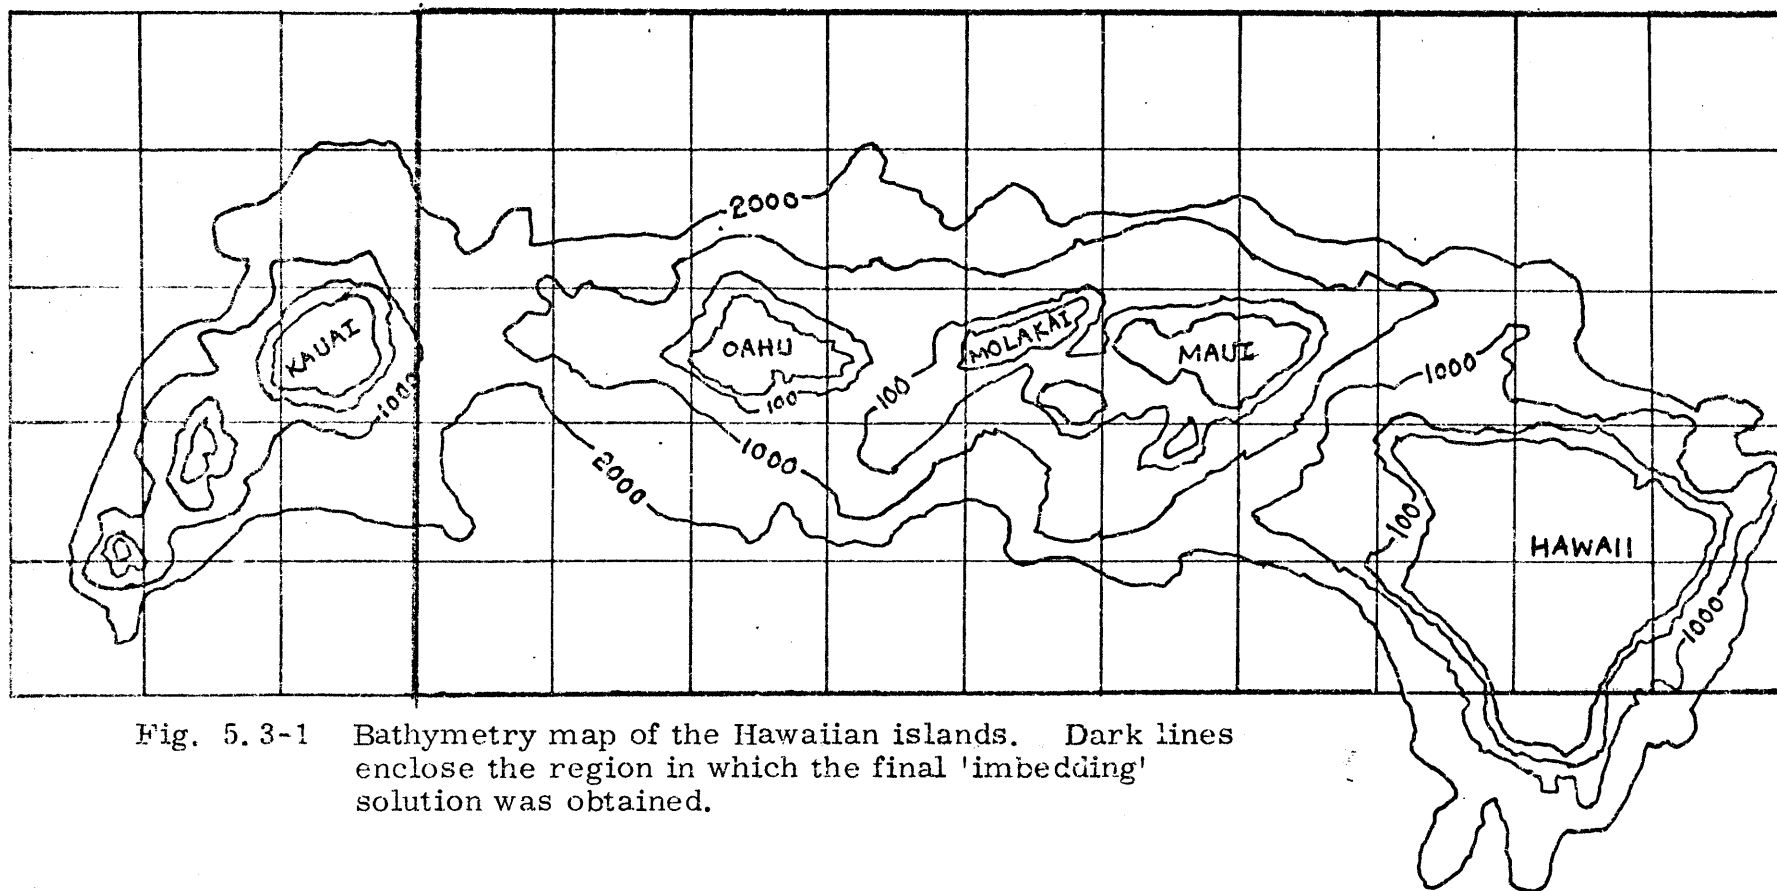 2000
KAUAI
OAHU
MOLAKAI
MAUI
1000
1000
100
100
1000
2000
100
HAWAII
1000
Fig. 5.3-1 Bathymetry map of the Hawaiian islands. Dark lines
enclose the region in which the final 'imbedding'
solution was obtained.